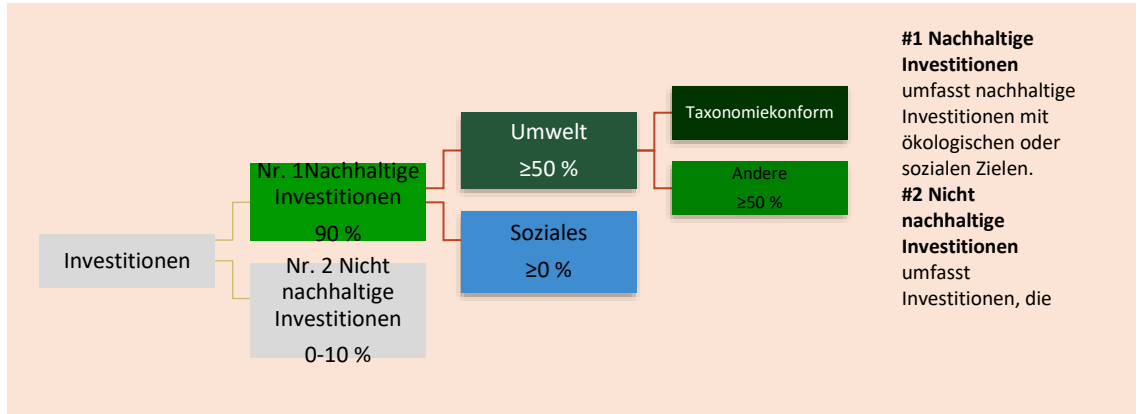 Investitionen
Nr. 1Nachhaltige
Investitionen
90 %
Nr. 2 Nicht
nachhaltige
Investitionen
0-10 %
Umwelt
≥50 %
Soziales
≥0 %
Taxonomiekonform
Andere
≥50 %
#1 Nachhaltige
Investitionen
umfasst nachhaltige
Investitionen mit
ökologischen oder
sozialen Zielen.
#2 Nicht
nachhaltige
Investitionen
umfasst
Investitionen, die